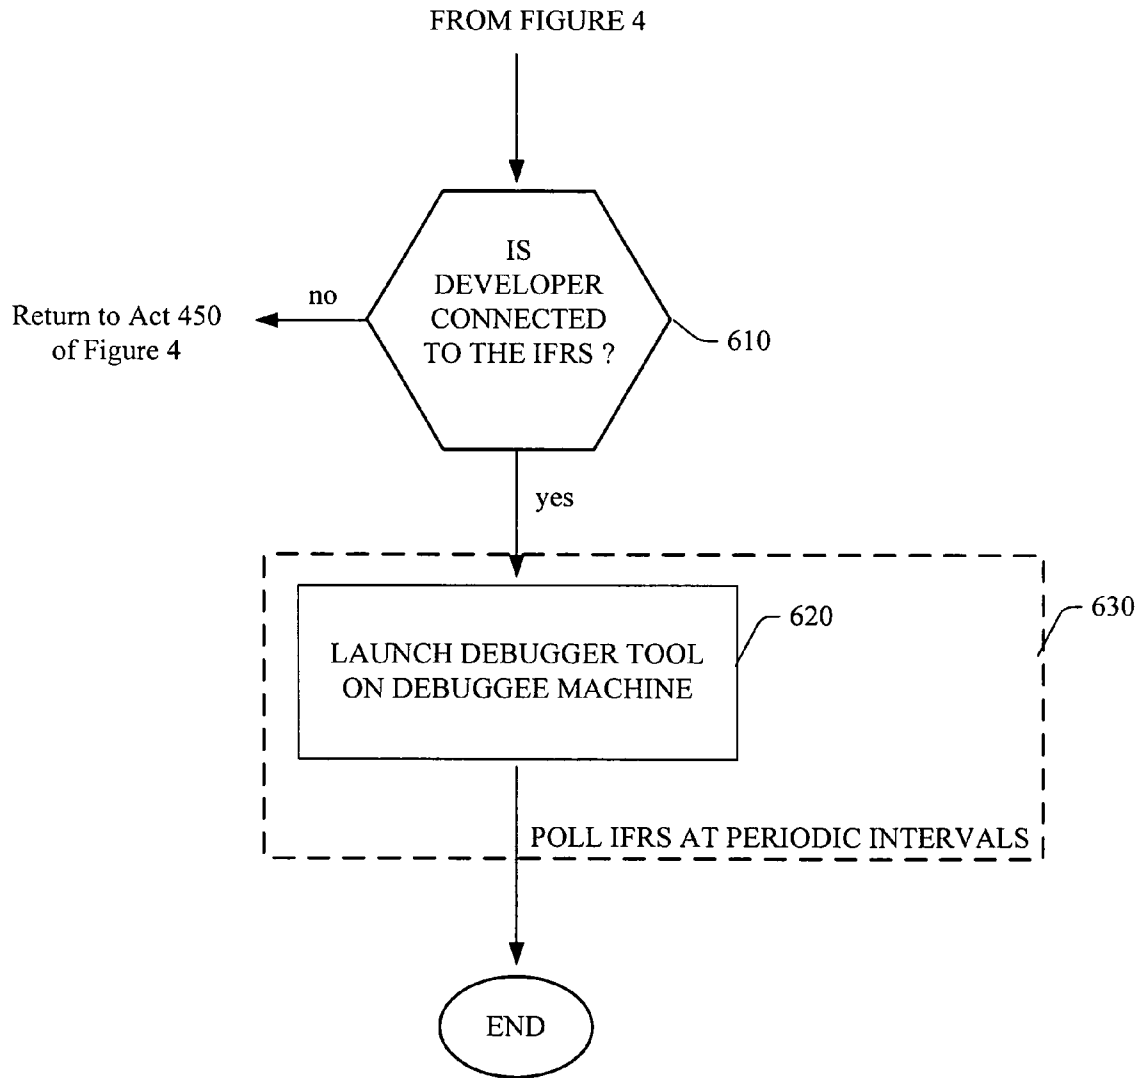 FROM FIGURE 4
IS
DEVELOPER
CONNECTED
TO THE IFRS ?
610
no
Return to Act 450
of Figure 4
yes
620
630
LAUNCH DEBUGGER TOOL
ON DEBUGGEE MACHINE
POLL IFRS AT PERIODIC INTERVALS
END